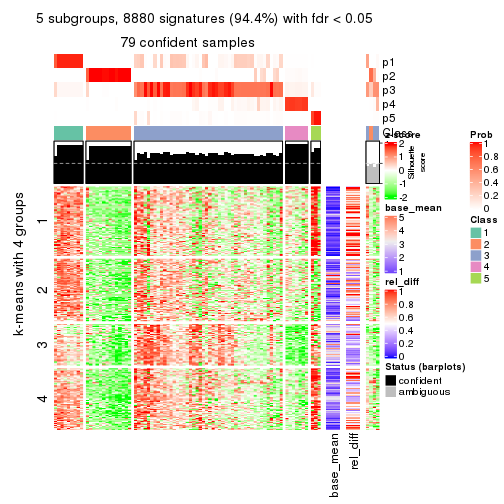 5 subgroups, 8880 signatures (94.4%) with fdr < 0.05
79 confident samples
p1
p2
p3
p4
p5
Class
z-score
2
1
0
-1
-2
Silhouette
score
k-means with 4 groups
1
2
3
4
base_mean
5
4
3
2
1
rel_diff
1
0.8
0.6
0.4
0.2
0
Status (barplots)
confident
ambiguous
Prob
1
0.8
0.6
0.4
0.2
0
Class
1
2
3
4
5
base_mean
rel_diff